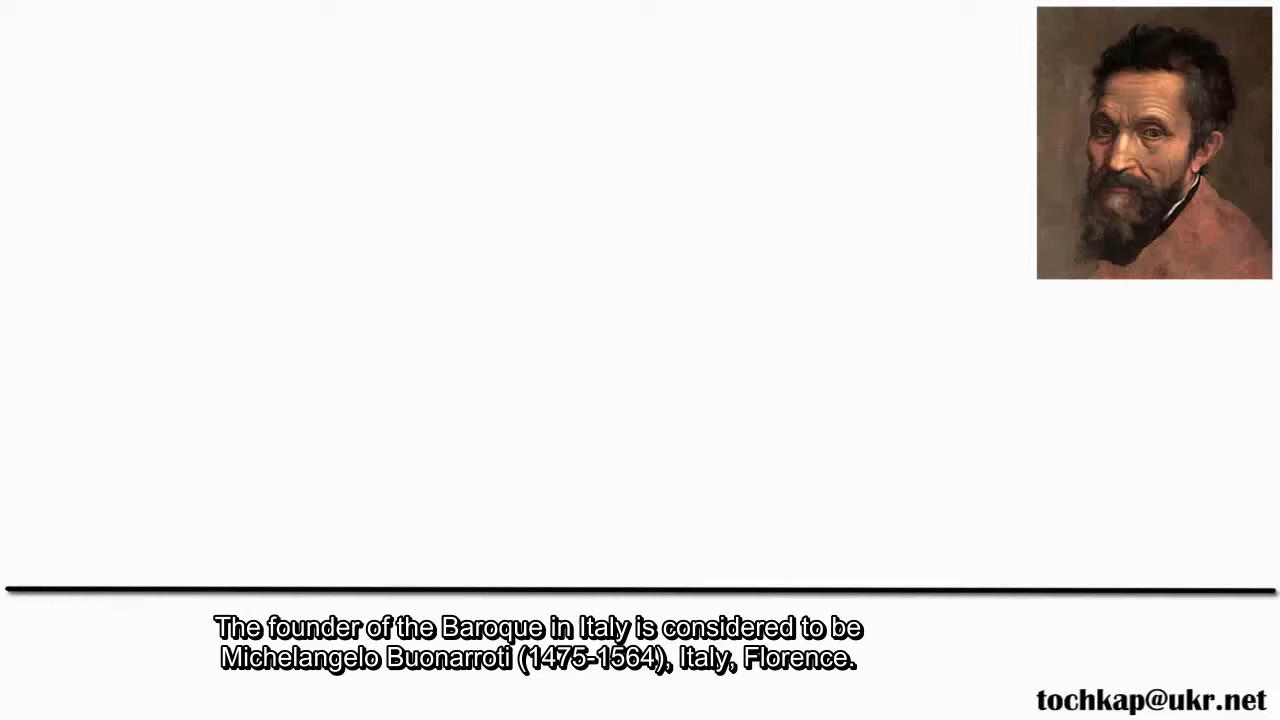 The founder of the Baroque in Italy is considered to be
Michelangelo Buonarroti (1475-1564), Italy, Florence.
tochkap@ukr.net